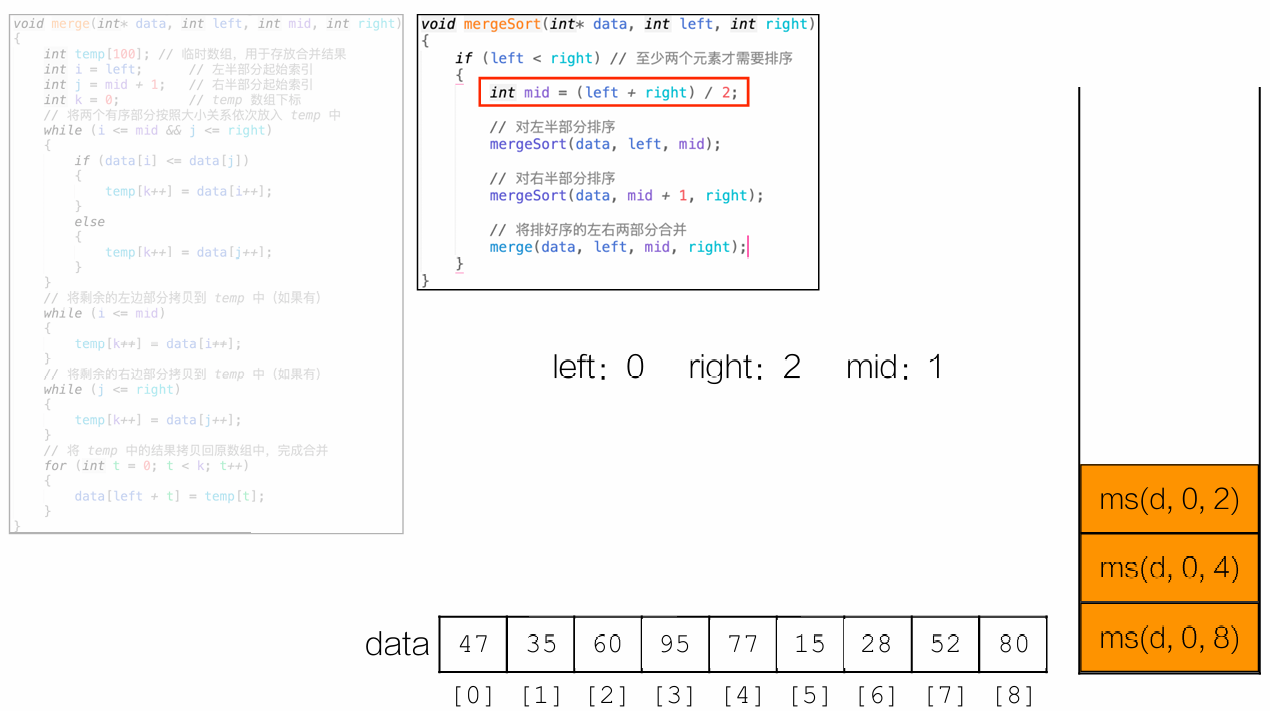 void merge(int* data, int left, int mid, int right)
{
int temp[100]; // 临时数组，用于存放合并结果
int i = left; // 左半部分起始索引
int j = mid + 1; // 右半部分起始索引
int k = 0; // temp 数组下标
// 将两个有序部分按照大小关系依次放入 temp 中
while (i <= mid && j <= right)
{
if (data[i] <= data[j])
{
temp[k++] = data[i++];
}
else
{
temp[k++] = data[j++];
}
}
// 将剩余的左边部分拷贝到 temp 中（如果有）
while (i <= mid)
{
temp[k++] = data[i++];
}
// 将剩余的右边部分拷贝到 temp 中（如果有）
while (j <= right)
{
temp[k++] = data[j++];
}
// 将 temp 中的结果拷贝回原数组中，完成合并
for (int t = 0; t < k; t++)
{
data[left + t] = temp[t];
}
}
void mergeSort(int* data, int left, int right)
{
if (left < right) // 至少两个元素才需要排序
{
int mid = (left + right) / 2;
// 对左半部分排序
mergeSort(data, left, mid);
// 对右半部分排序
mergeSort(data, mid + 1, right);
// 将排好序的左右两部分合并
merge(data, left, mid, right);
}
}
left: 0 right: 2 mid: 1
ms(d, 0, 2)
ms(d, 0, 4)
ms(d, 0, 8)
data 47 35 60 95 77 15 28 52 80
[0] [1] [2] [3] [4] [5] [6] [7] [8]